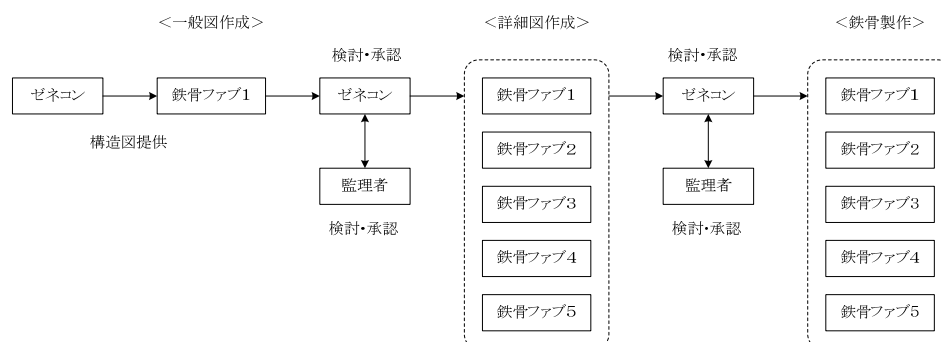 ＜一般図作成＞
＜詳細図作成＞
＜鉄骨製作＞
検討・承認
検討・承認
ゼネコン
鉄骨ファブ1
ゼネコン
鉄骨ファブ1
ゼネコン
鉄骨ファブ1
構造図提供
鉄骨ファブ2
鉄骨ファブ2
監理者
鉄骨ファブ3
監理者
鉄骨ファブ3
検討・承認
検討・承認
鉄骨ファブ4
鉄骨ファブ4
鉄骨ファブ5
鉄骨ファブ5